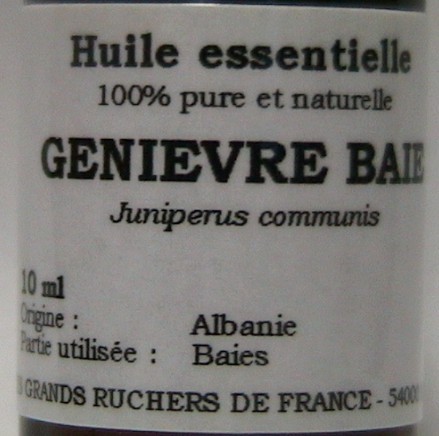 Huile essentielle
100% pure et naturelle
GENIEVRE BAIE
Juniperus communis
10 ml
Origine : Albanie
Partie utilisée : Baies
GRANDS RUCHERS DE FRANCE - 5400